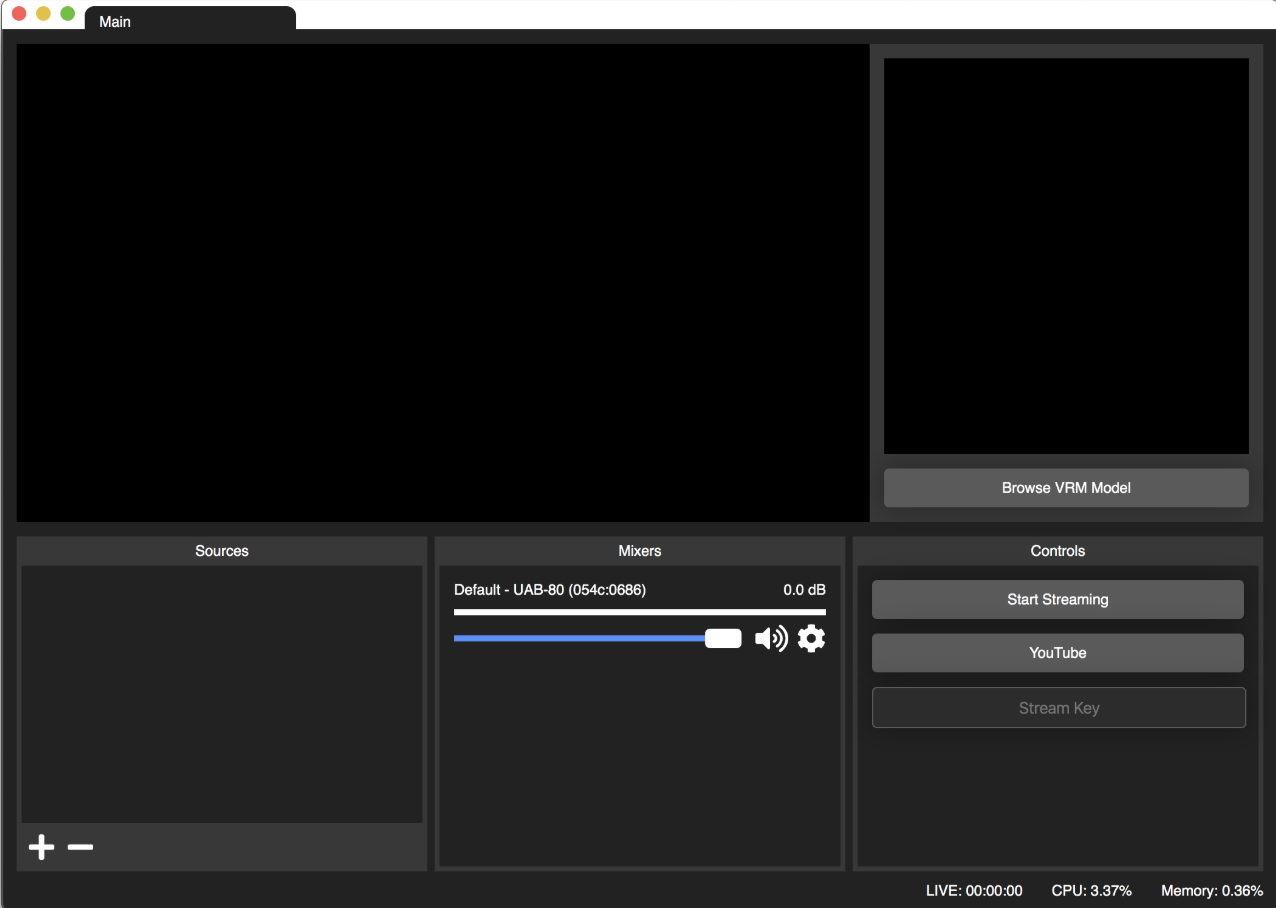 Main
Browse VRM Model
Sources
Mixers
Controls
Default - UAB-80 (054c:0686) 0.0 dB
Start Streaming
YouTube
Stream Key
LIVE: 00:00:00 CPU: 3.37% Memory: 0.36%